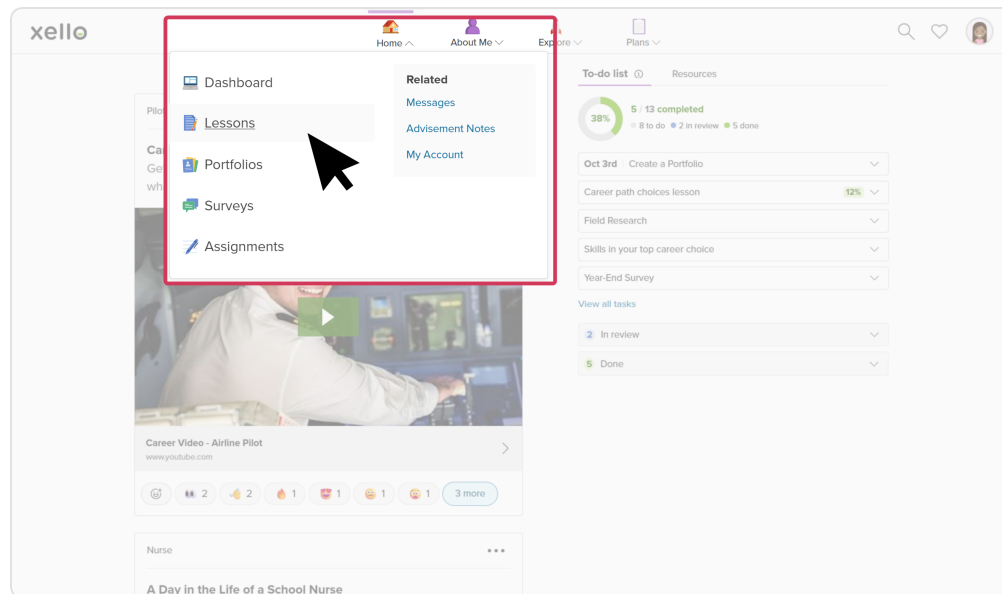 xello
Home
About Me
Explore
Plans
Dashboard
Lessons
Portfolios
Surveys
Assignments
Related
Messages
Advisement Notes
My Account
To-do list
Resources
38%
5 / 13 completed
8 to do 2 in review 5 done
Oct 3rd Create a Portfolio
Career path choices lesson 12%
Field Research
Skills in your top career choice
Year-End Survey
View all tasks
2 In review
5 Done
Career Video - Airline Pilot
www.youtube.com
2 2 1 1 1 1 3 more
Nurse
A Day in the Life of a School Nurse